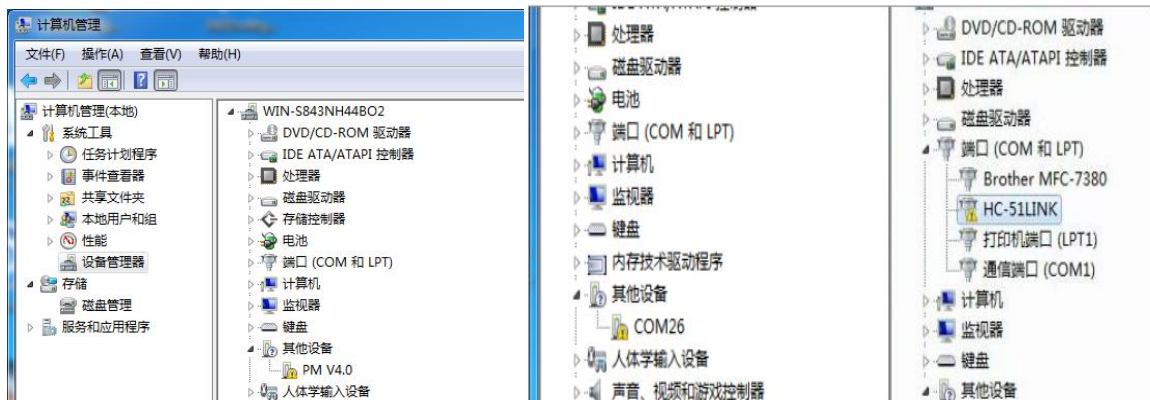 计算机管理
文件(F) 操作(A) 查看(V) 帮助(H)
计算机管理(本地)
系统工具
任务计划程序
事件查看器
共享文件夹
本地用户和组
性能
设备管理器
存储
磁盘管理
服务和应用程序
WIN-S843NH44BO2
DVD/CD-ROM 驱动器
IDE ATA/ATAPI 控制器
处理器
磁盘驱动器
存储控制器
电池
端口 (COM 和 LPT)
计算机
监视器
键盘
其他设备
PM V4.0
人体学输入设备
IDE ATA/ATAPI 控制器
处理器
磁盘驱动器
电池
端口 (COM 和 LPT)
计算机
监视器
键盘
内存技术驱动程序
其他设备
COM26
人体学输入设备
声音、视频和游戏控制器
DVD/CD-ROM 驱动器
IDE ATA/ATAPI 控制器
处理器
磁盘驱动器
端口 (COM 和 LPT)
Brother MFC-7380
HC-51LINK
打印机端口 (LPT1)
通信端口 (COM1)
计算机
监视器
键盘
其他设备